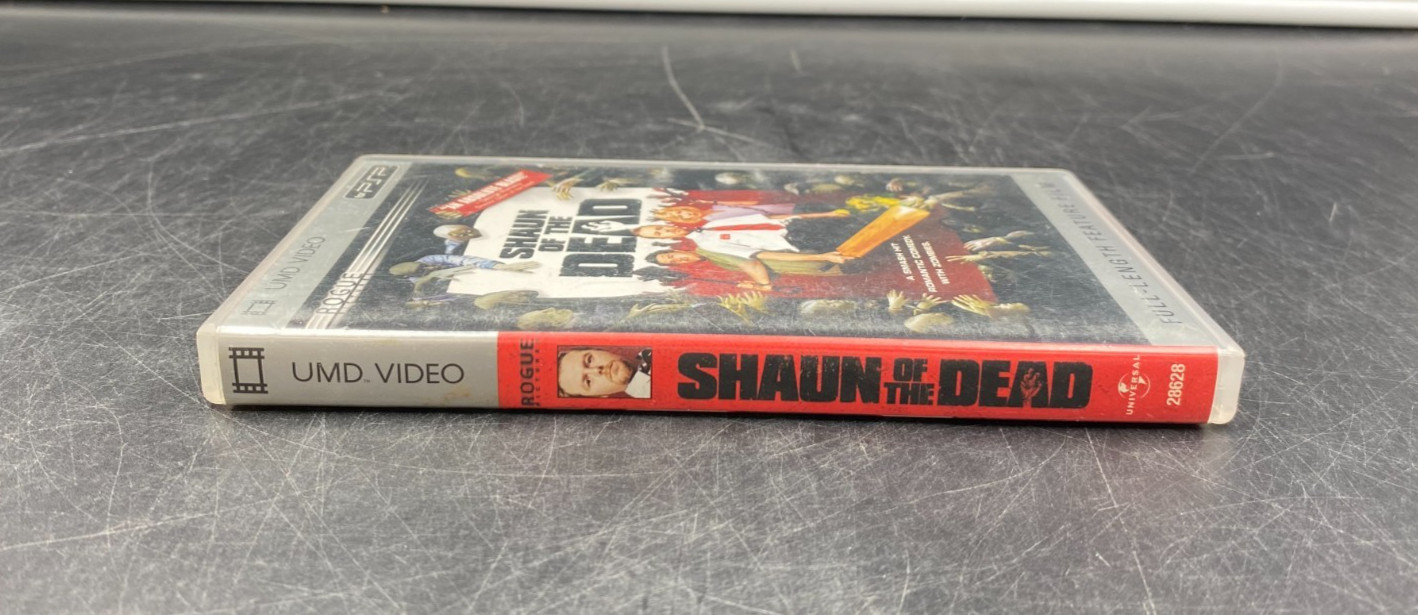 PSP
UMD VIDEO
ROGUE
SHAUN
OF THE
DEAD
A SMASH HIT
ROMANTIC COMEDY.
WITH ZOMBIES.
FULL-LENGTH FEATURE FILM
UMD™ VIDEO
ROGUE
SHAUN OF THE DEAD
UNIVERSAL
28628